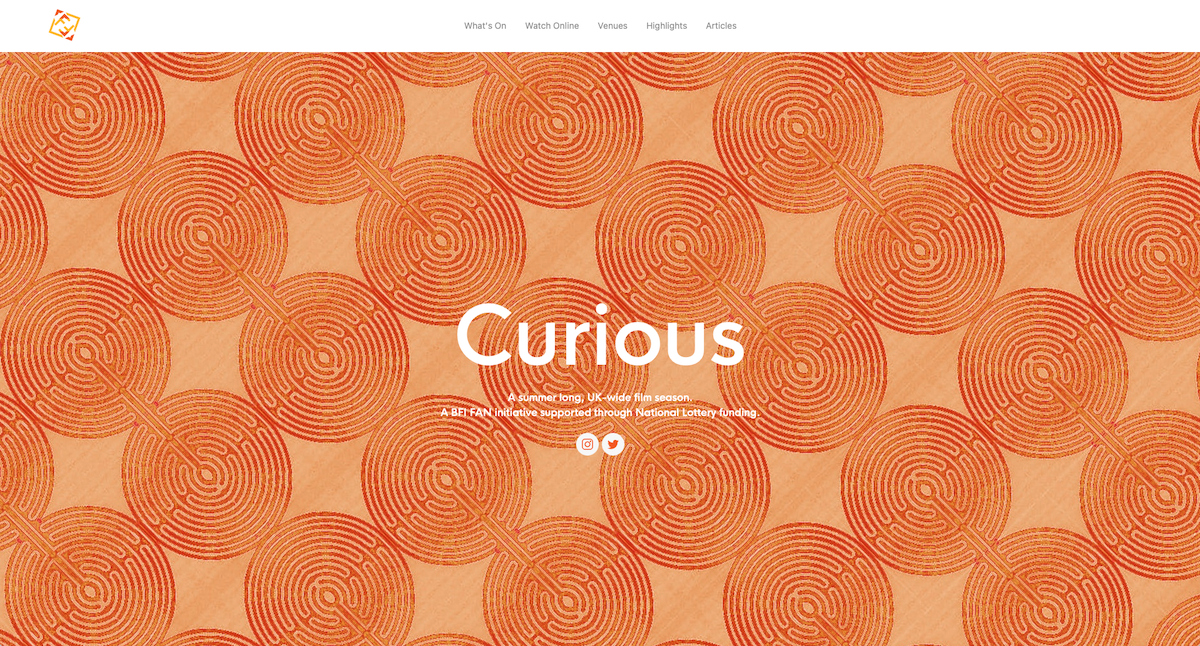 What's On
Watch Online
Venues
Highlights
Articles
Curious
A summer long, UK-wide film season.
A BFI FAN initiative supported through National Lottery funding.